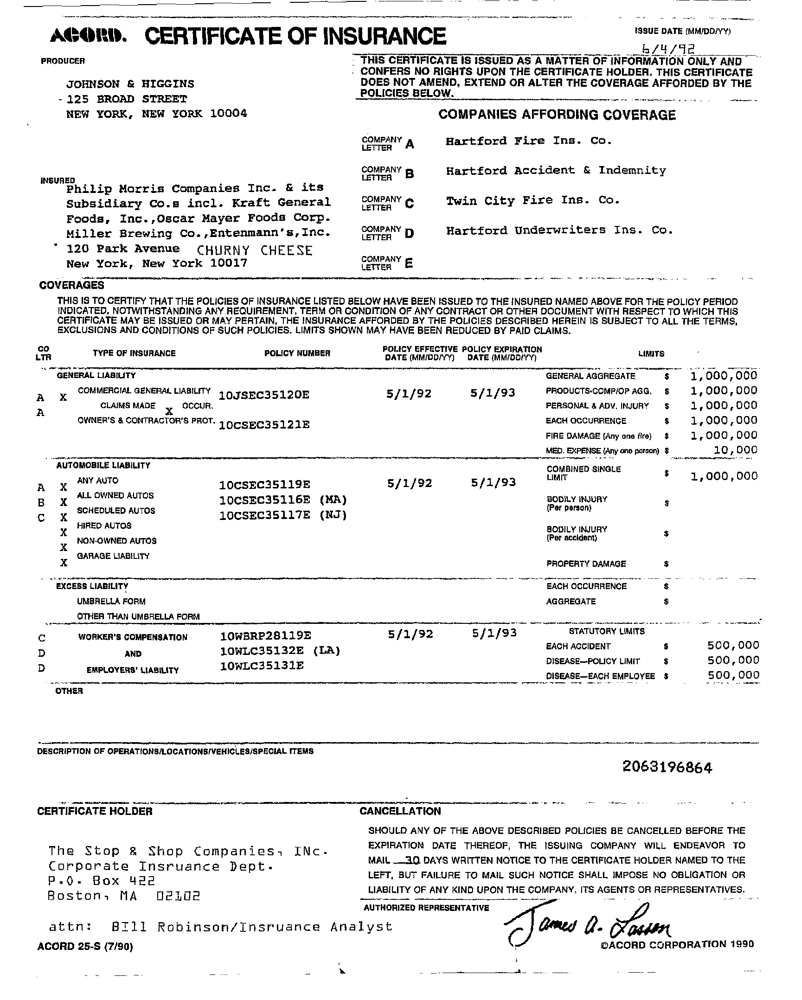 ACORD. CERTIFICATE OF INSURANCE
ISSUE DATE (MM/DD/YY)
6/4/92
PRODUCER
JOHNSON & HIGGINS
125 BROAD STREET
NEW YORK, NEW YORK 10004
THIS CERTIFICATE IS ISSUED AS A MATTER OF INFORMATION ONLY AND
CONFERS NO RIGHTS UPON THE CERTIFICATE HOLDER. THIS CERTIFICATE
DOES NOT AMEND, EXTEND OR ALTER THE COVERAGE AFFORDED BY THE
POLICIES BELOW.
COMPANIES AFFORDING COVERAGE
COMPANY LETTER A Hartford Fire Ins. Co.
COMPANY LETTER B Hartford Accident & Indemnity
COMPANY LETTER C Twin City Fire Ins. Co.
COMPANY LETTER D Hartford Underwriters Ins. Co.
COMPANY LETTER E
INSURED
Philip Morris Companies Inc. & its
Subsidiary Co.s incl. Kraft General
Foods, Inc.,Oscar Mayer Foods Corp.
Miller Brewing Co.,Entenmann's,Inc.
120 Park Avenue CHURNY CHEESE
New York, New York 10017
COVERAGES
THIS IS TO CERTIFY THAT THE POLICIES OF INSURANCE LISTED BELOW HAVE BEEN ISSUED TO THE INSURED NAMED ABOVE FOR THE POLICY PERIOD
INDICATED, NOTWITHSTANDING ANY REQUIREMENT, TERM OR CONDITION OF ANY CONTRACT OR OTHER DOCUMENT WITH RESPECT TO WHICH THIS
CERTIFICATE MAY BE ISSUED OR MAY PERTAIN, THE INSURANCE AFFORDED BY THE POLICIES DESCRIBED HEREIN IS SUBJECT TO ALL THE TERMS,
EXCLUSIONS AND CONDITIONS OF SUCH POLICIES. LIMITS SHOWN MAY HAVE BEEN REDUCED BY PAID CLAIMS.
CO LTR TYPE OF INSURANCE POLICY NUMBER POLICY EFFECTIVE DATE (MM/DD/YY) POLICY EXPIRATION DATE (MM/DD/YY) LIMITS
GENERAL LIABILITY GENERAL AGGREGATE $ 1,000,000
A X COMMERCIAL GENERAL LIABILITY 10JSEC35120E 5/1/92 5/1/93 PRODUCTS-COMP/OP AGG. $ 1,000,000
A CLAIMS MADE X OCCUR. PERSONAL & ADV. INJURY $ 1,000,000
OWNER'S & CONTRACTOR'S PROT. 10CSEC35121E EACH OCCURRENCE $ 1,000,000
FIRE DAMAGE (Any one fire) $ 1,000,000
MED. EXPENSE (Any one person) $ 10,000
AUTOMOBILE LIABILITY COMBINED SINGLE LIMIT $ 1,000,000
A X ANY AUTO 10CSEC35119E 5/1/92 5/1/93
B X ALL OWNED AUTOS 10CSEC35116E (MA) BODILY INJURY (Per person) $
C X SCHEDULED AUTOS 10CSEC35117E (NJ)
X HIRED AUTOS BODILY INJURY (Per accident) $
X NON-OWNED AUTOS
X GARAGE LIABILITY PROPERTY DAMAGE $
EXCESS LIABILITY EACH OCCURRENCE $
UMBRELLA FORM AGGREGATE $
OTHER THAN UMBRELLA FORM
C WORKER'S COMPENSATION 10WBRP28119E 5/1/92 5/1/93 STATUTORY LIMITS
D AND 10WLC35132E (LA) EACH ACCIDENT $ 500,000
D EMPLOYERS' LIABILITY 10WLC35131E DISEASE—POLICY LIMIT $ 500,000
DISEASE—EACH EMPLOYEE $ 500,000
OTHER
DESCRIPTION OF OPERATIONS/LOCATIONS/VEHICLES/SPECIAL ITEMS
2063196864
CERTIFICATE HOLDER
The Stop & Shop Companies, INc.
Corporate Insruance Dept.
P.O. Box 422
Boston, MA 02102
attn: BIll Robinson/Insruance Analyst
CANCELLATION
SHOULD ANY OF THE ABOVE DESCRIBED POLICIES BE CANCELLED BEFORE THE
EXPIRATION DATE THEREOF, THE ISSUING COMPANY WILL ENDEAVOR TO
MAIL 30 DAYS WRITTEN NOTICE TO THE CERTIFICATE HOLDER NAMED TO THE
LEFT, BUT FAILURE TO MAIL SUCH NOTICE SHALL IMPOSE NO OBLIGATION OR
LIABILITY OF ANY KIND UPON THE COMPANY, ITS AGENTS OR REPRESENTATIVES.
AUTHORIZED REPRESENTATIVE
James A. Lassen
ACORD 25-S (7/90)
©ACORD CORPORATION 1990